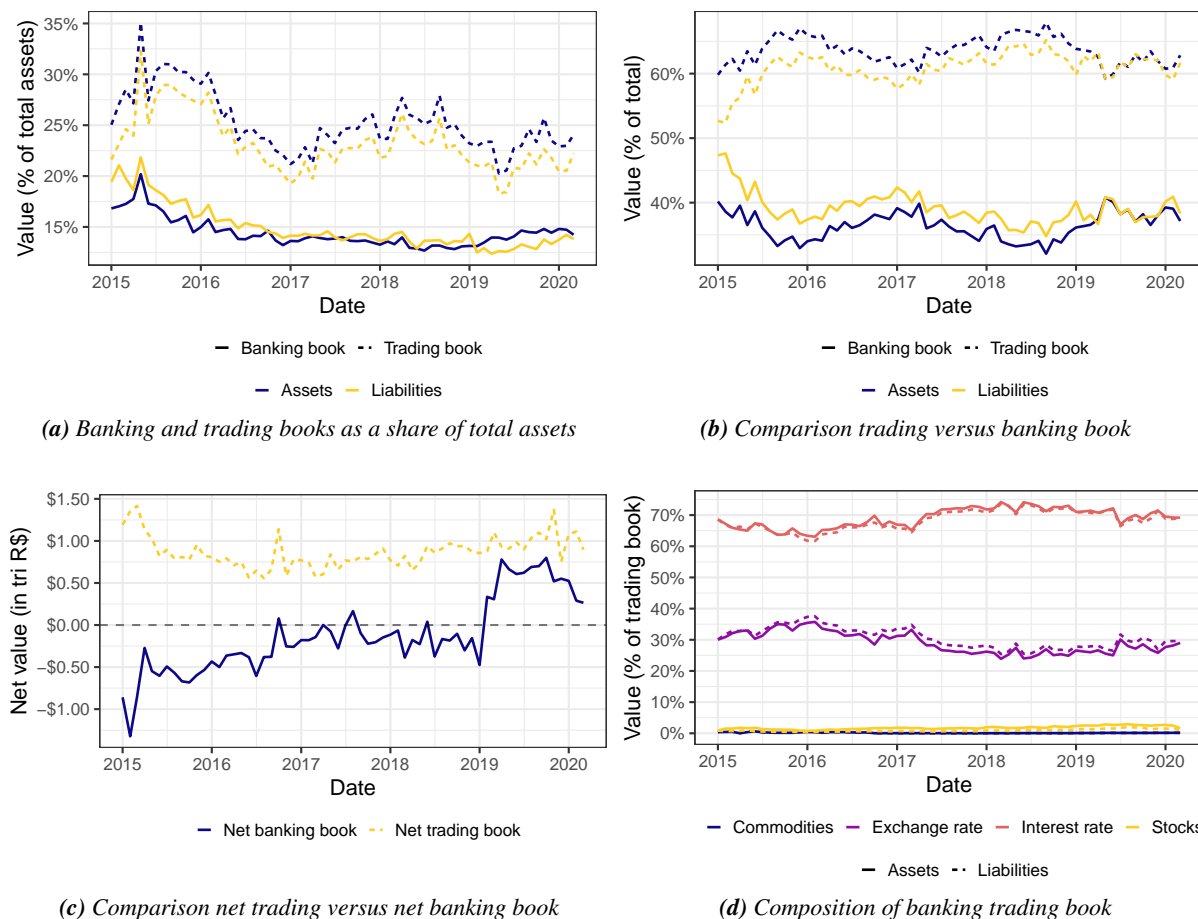 Value (% of total assets)
35%
30%
25%
20%
15%
2015 2016 2017 2018 2019 2020
Date
Banking book Trading book
Assets Liabilities
(a) Banking and trading books as a share of total assets
Value (% of total)
60%
50%
40%
2015 2016 2017 2018 2019 2020
Date
Banking book Trading book
Assets Liabilities
(b) Comparison trading versus banking book
Net value (in tri R$)
$1.50
$1.00
$0.50
$0.00
−$0.50
−$1.00
2015 2016 2017 2018 2019 2020
Date
Net banking book Net trading book
(c) Comparison net trading versus net banking book
Value (% of trading book)
70%
60%
50%
40%
30%
20%
10%
0%
2015 2016 2017 2018 2019 2020
Date
Commodities Exchange rate Interest rate Stocks
Assets Liabilities
(d) Composition of banking trading book